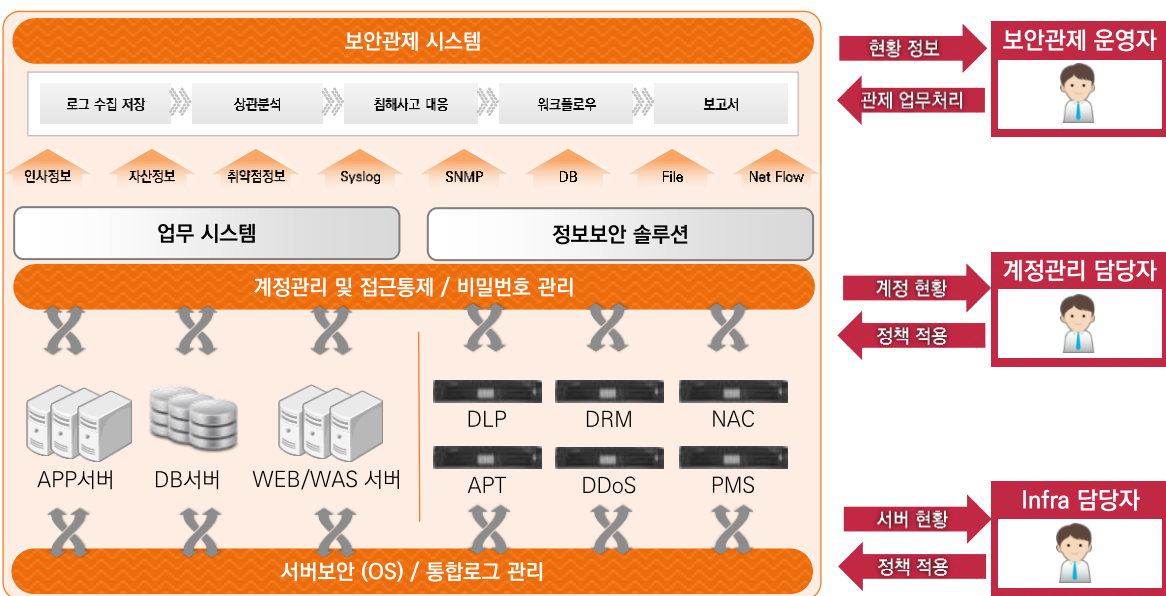 보안관제 시스템
로그 수집 저장
상관분석
침해사고 대응
워크플로우
보고서
인사정보
자산정보
취약점정보
Syslog
SNMP
DB
File
Net Flow
업무 시스템
정보보안 솔루션
계정관리 및 접근통제 / 비밀번호 관리
DLP
DRM
NAC
APP서버
DB서버
WEB/WAS 서버
APT
DDoS
PMS
서버보안 (OS) / 통합로그 관리
현황 정보
관제 업무처리
보안관제 운영자
계정 현황
정책 적용
계정관리 담당자
서버 현황
정책 적용
Infra 담당자